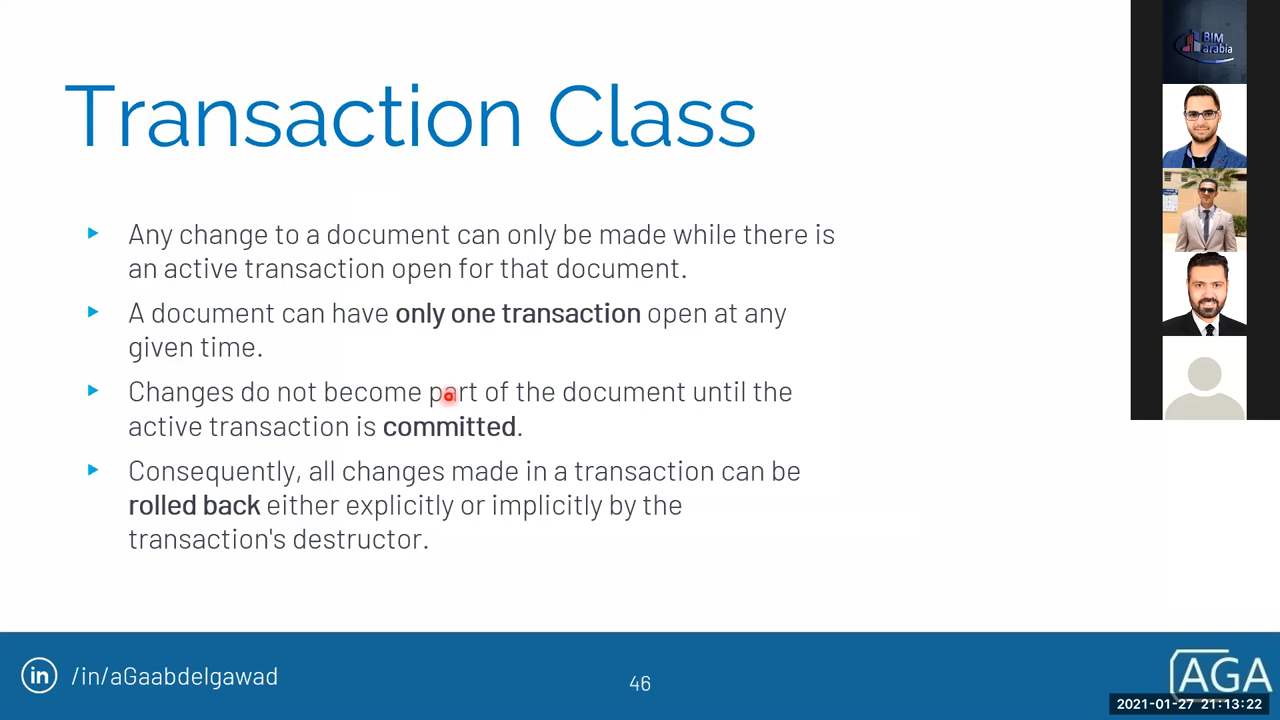 Transaction Class
Any change to a document can only be made while there is
an active transaction open for that document.
A document can have only one transaction open at any
given time.
Changes do not become part of the document until the
active transaction is committed.
Consequently, all changes made in a transaction can be
rolled back either explicitly or implicitly by the
transaction's destructor.
BIM
arabia
in /in/aGaabdelgawad
46
AGA
2021-01-27 21:13:22